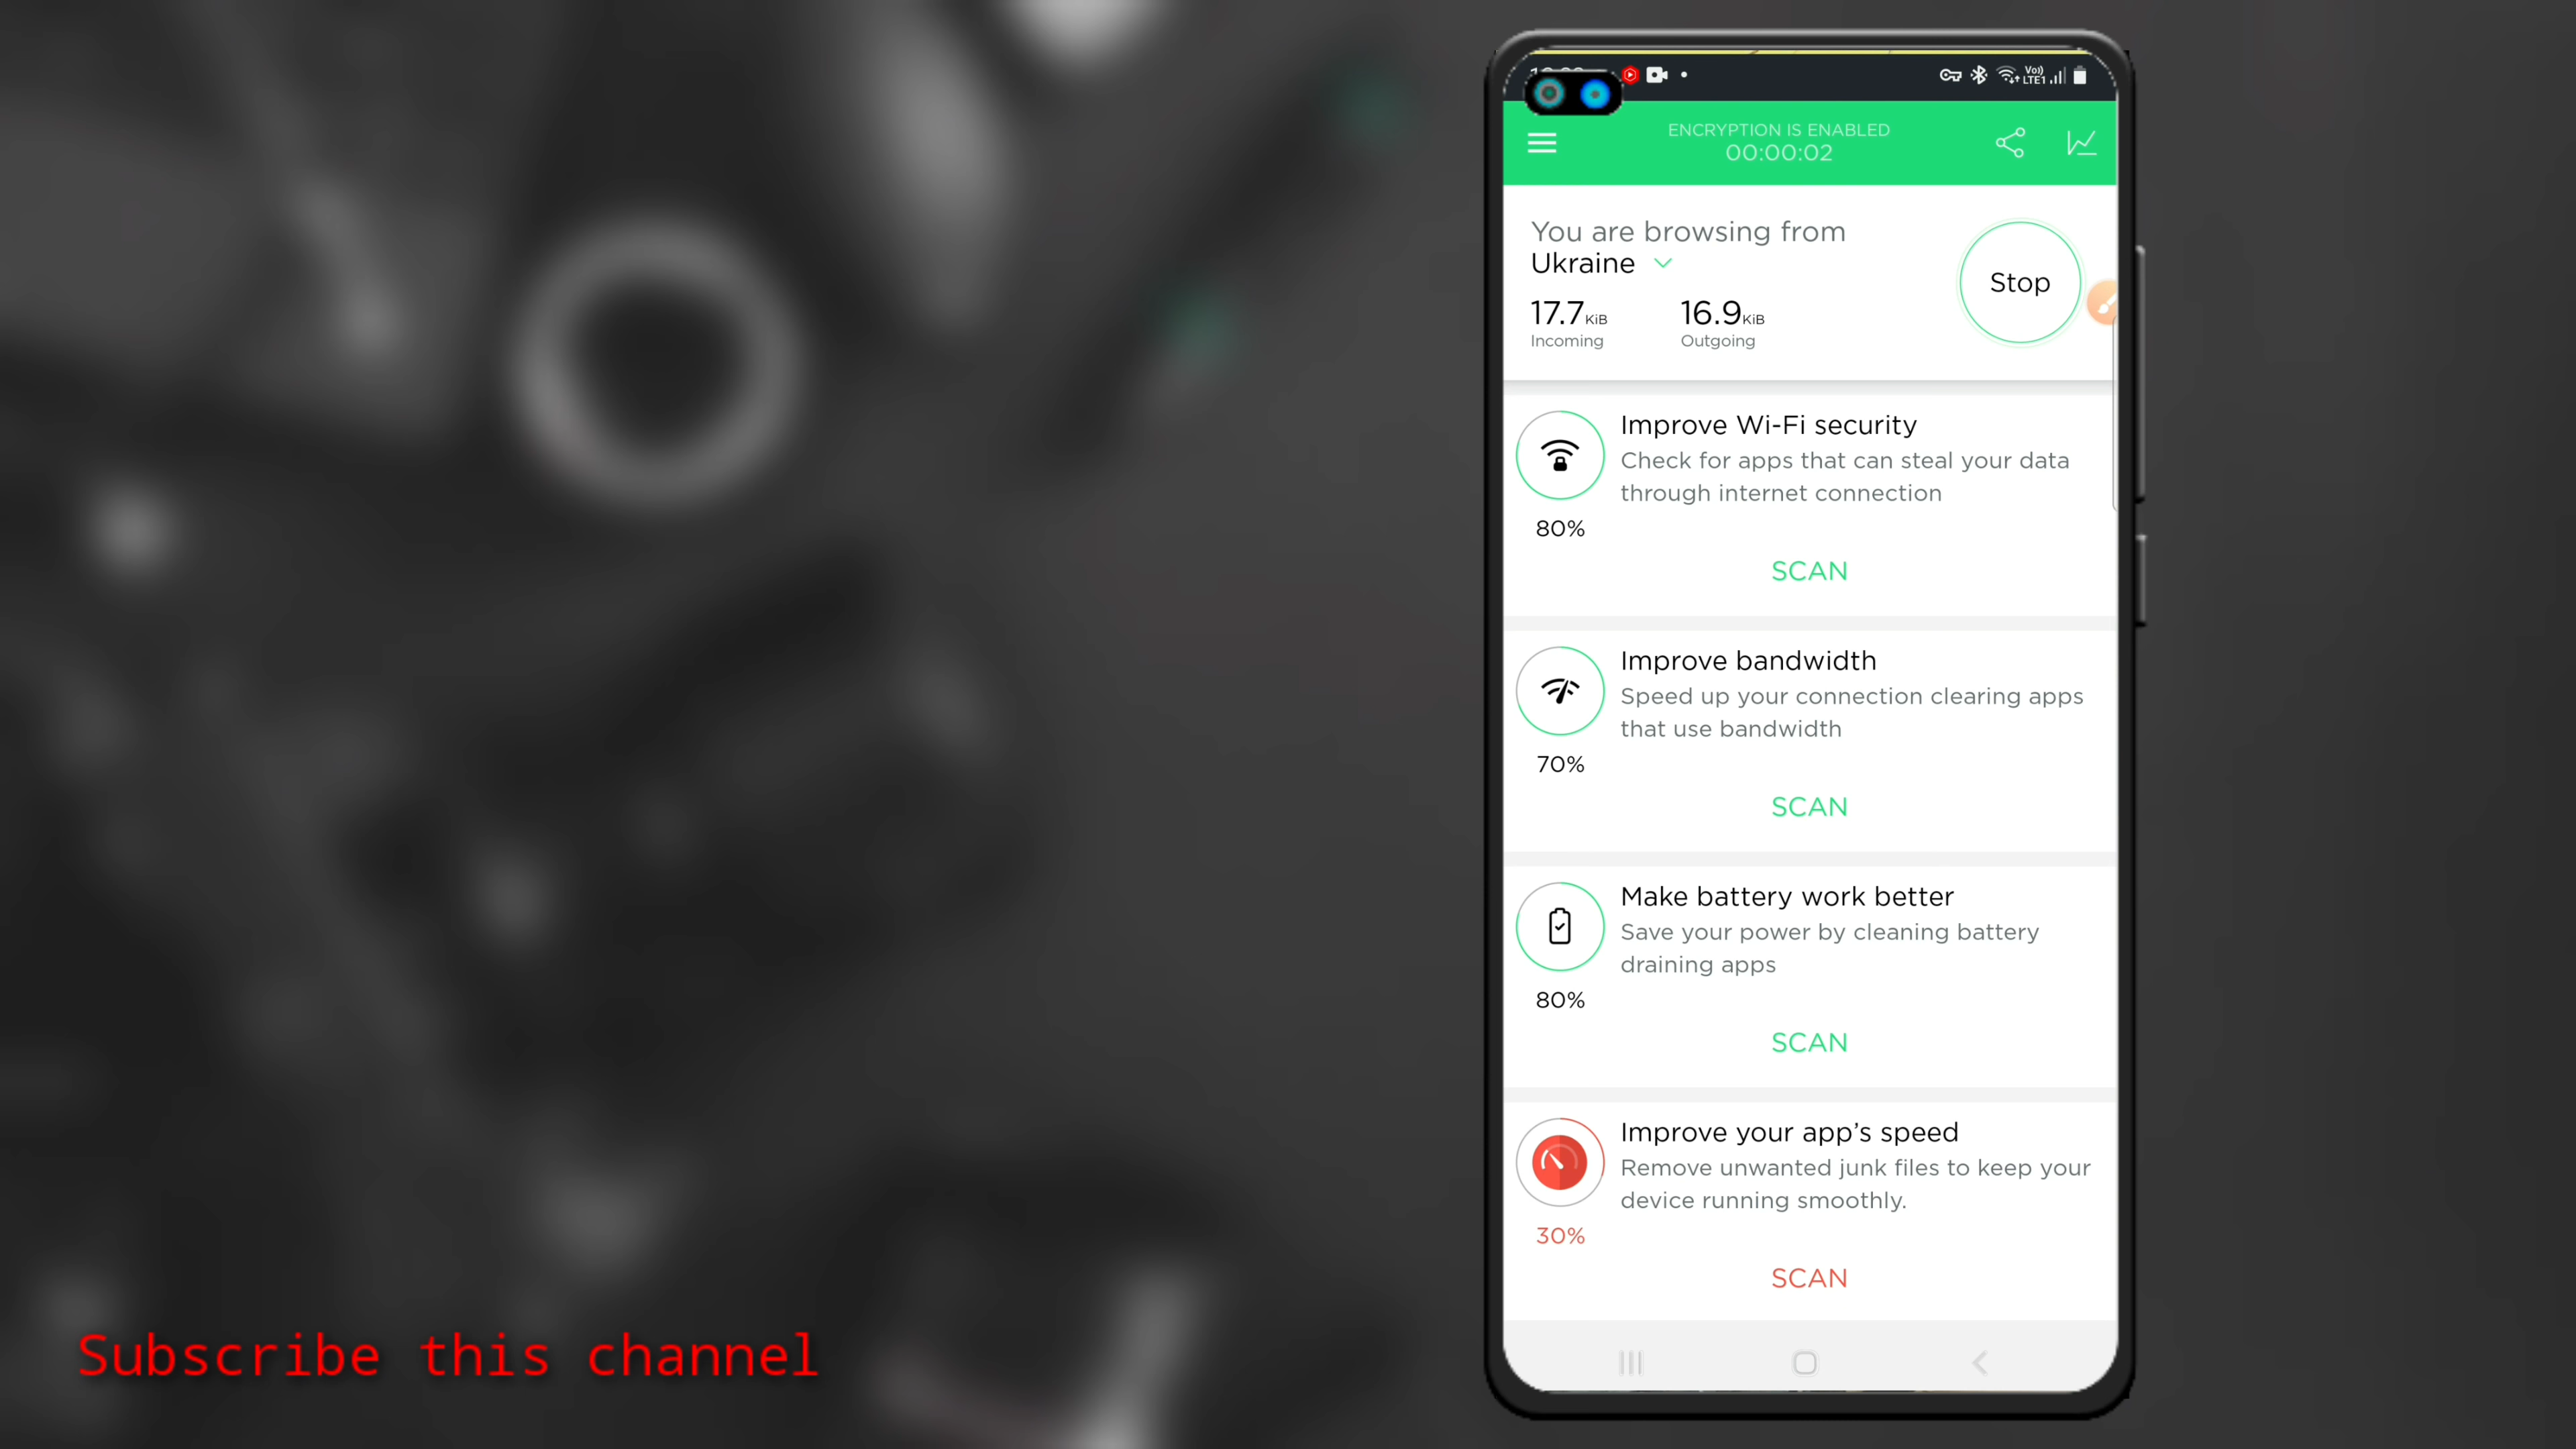 Vo))
LTE1
ENCRYPTION IS ENABLED
00:00:02
You are browsing from
Ukraine
Stop
17.7KiB
16.9KiB
Incoming
Outgoing
Improve Wi-Fi security
Check for apps that can steal your data
through internet connection
80%
SCAN
Improve bandwidth
Speed up your connection clearing apps
that use bandwidth
70%
SCAN
Make battery work better
Save your power by cleaning battery
draining apps
80%
SCAN
Improve your app’s speed
Remove unwanted junk files to keep your
device running smoothly.
30%
SCAN
Subscribe this channel